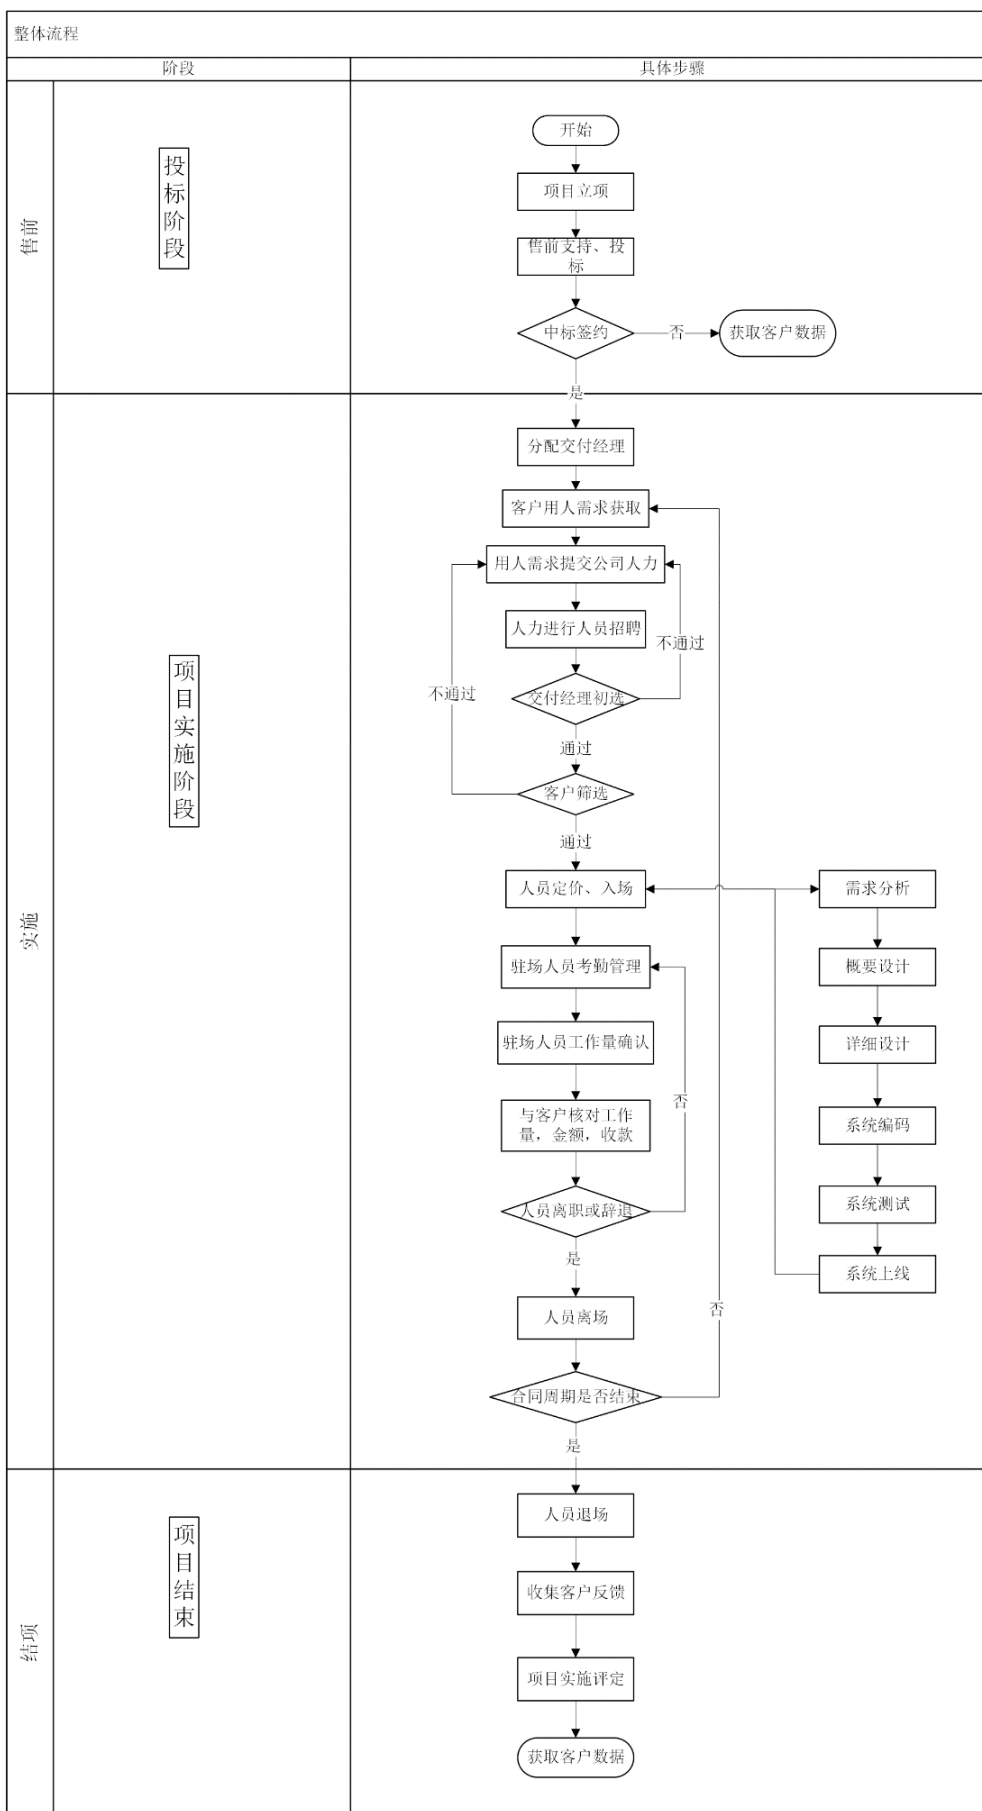 整体流程
阶段
具体步骤
售前
投标阶段
开始
项目立项
售前支持、投
标
中标签约
否
获取客户数据
是
实施
项目实施阶段
分配交付经理
客户用人需求获取
用人需求提交公司人力
人力进行人员招聘
不通过
交付经理初选
不通过
通过
客户筛选
通过
人员定价、入场
需求分析
驻场人员考勤管理
概要设计
驻场人员工作量确认
详细设计
否
与客户核对工作
量，金额，收款
系统编码
人员离职或辞退
系统测试
是
系统上线
人员离场
否
合同周期是否结束
是
结项
项目结束
人员退场
收集客户反馈
项目实施评定
获取客户数据